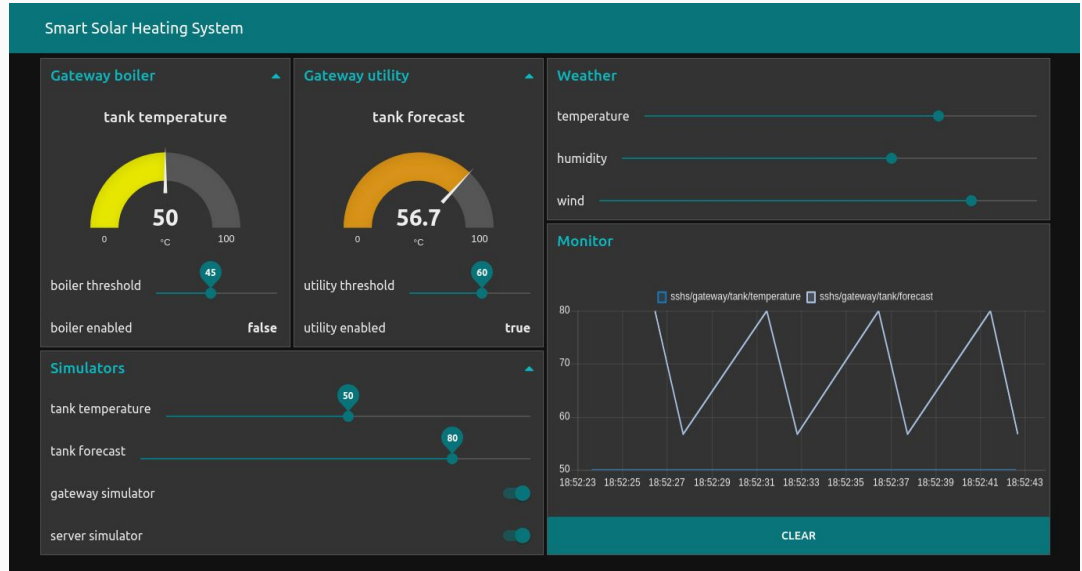 Smart Solar Heating System
Gateway boiler
tank temperature
50
0
°C
100
boiler threshold
45
boiler enabled
false
Gateway utility
tank forecast
56.7
0
°C
100
utility threshold
60
utility enabled
true
Simulators
tank temperature
50
tank forecast
80
gateway simulator
server simulator
Weather
temperature
humidity
wind
Monitor
sshs/gateway/tank/temperature sshs/gateway/tank/forecast
80
70
60
50
18:52:23 18:52:25 18:52:27 18:52:29 18:52:31 18:52:33 18:52:35 18:52:37 18:52:39 18:52:41 18:52:43
CLEAR